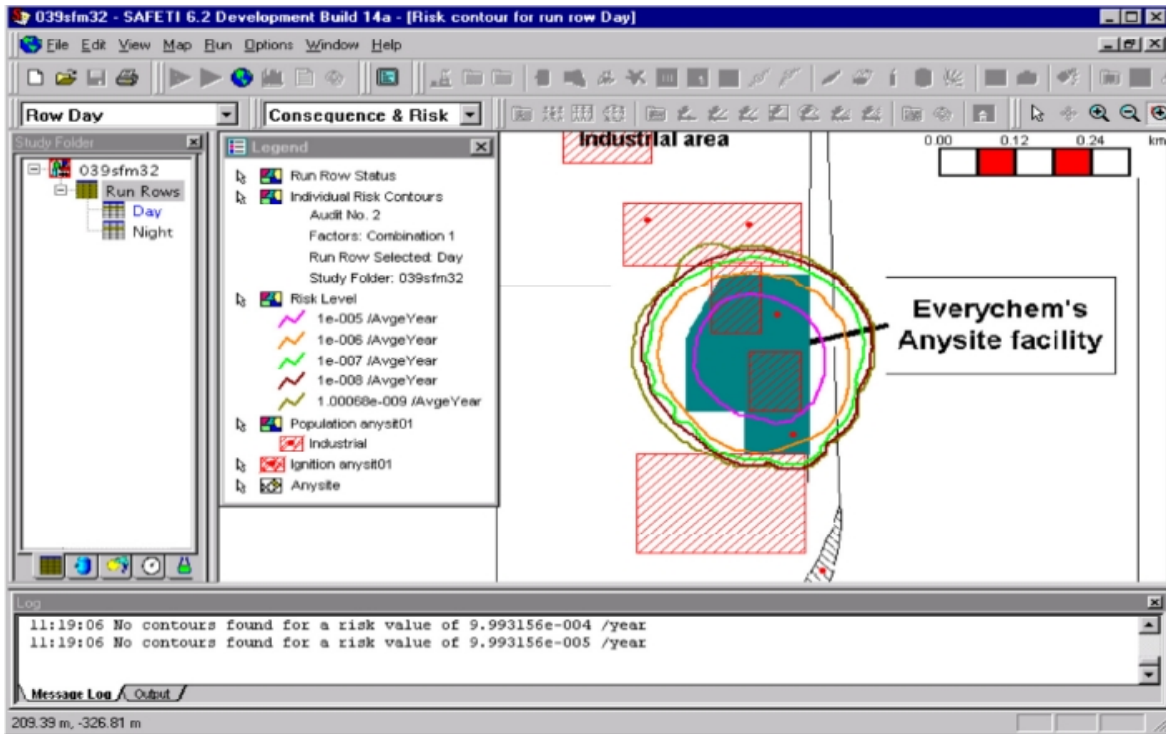 039sfm32 - SAFETI 6.2 Development Build 14a - [Risk contour for run row Day]
File Edit View Map Run Options Window Help
Row Day
Consequence & Risk
Study Folder
039sfm32
Run Rows
Day
Night
Legend
Run Row Status
Individual Risk Contours
Audit No. 2
Factors: Combination 1
Run Row Selected: Day
Study Folder: 039sfm32
Risk Level
1e-005 /AvgeYear
1e-006 /AvgeYear
1e-007 /AvgeYear
1e-008 /AvgeYear
1.00068e-009 /AvgeYear
Population anysit01
Industrial
Ignition anysit01
Anysite
Industrial area
0.00 0.12 0.24 km
Everychem's
Anysite facility
Log
11:19:06 No contours found for a risk value of 9.993156e-004 /year
11:19:06 No contours found for a risk value of 9.993156e-005 /year
Message Log Output
209.39 m, -326.81 m